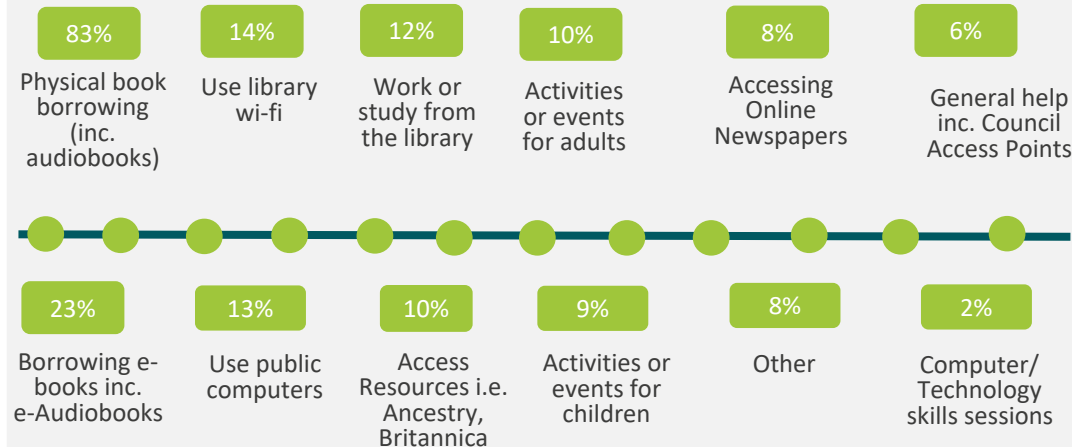 83%
Physical book
borrowing
(inc.
audiobooks)
14%
Use library
wi-fi
12%
Work or
study from
the library
10%
Activities
or events
for adults
8%
Accessing
Online
Newspapers
6%
General help
inc. Council
Access Points
23%
Borrowing e-
books inc.
e-Audiobooks
13%
Use public
computers
10%
Access
Resources i.e.
Ancestry,
Britannica
9%
Activities or
events for
children
8%
Other
2%
Computer/
Technology
skills sessions